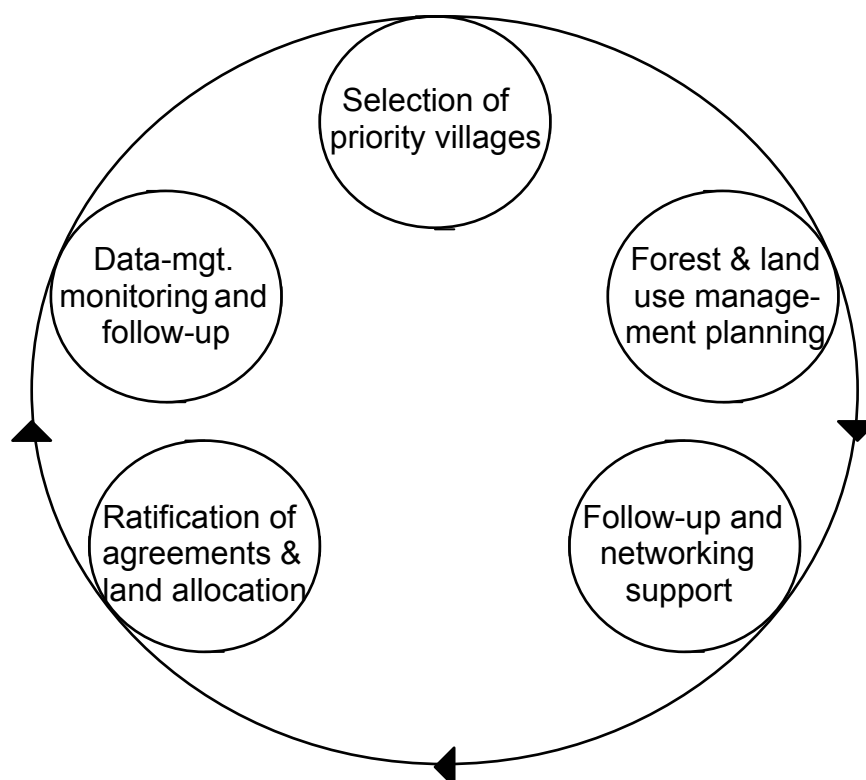 Selection of
priority villages
Forest & land
use manage-
ment planning
Follow-up and
networking
support
Ratification of
agreements &
land allocation
Data-mgt.
monitoring and
follow-up